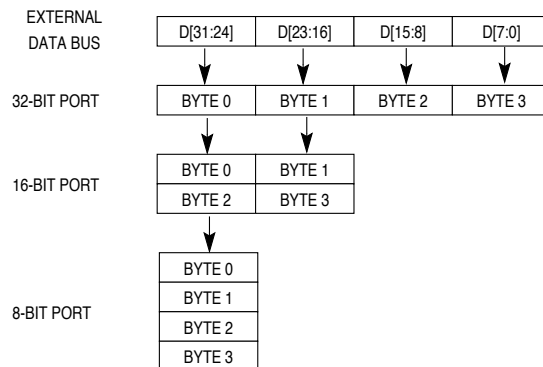 EXTERNAL
DATA BUS
D[31:24] D[23:16] D[15:8] D[7:0]
32-BIT PORT BYTE 0 BYTE 1 BYTE 2 BYTE 3
16-BIT PORT
BYTE 0 BYTE 1
BYTE 2 BYTE 3
8-BIT PORT
BYTE 0
BYTE 1
BYTE 2
BYTE 3